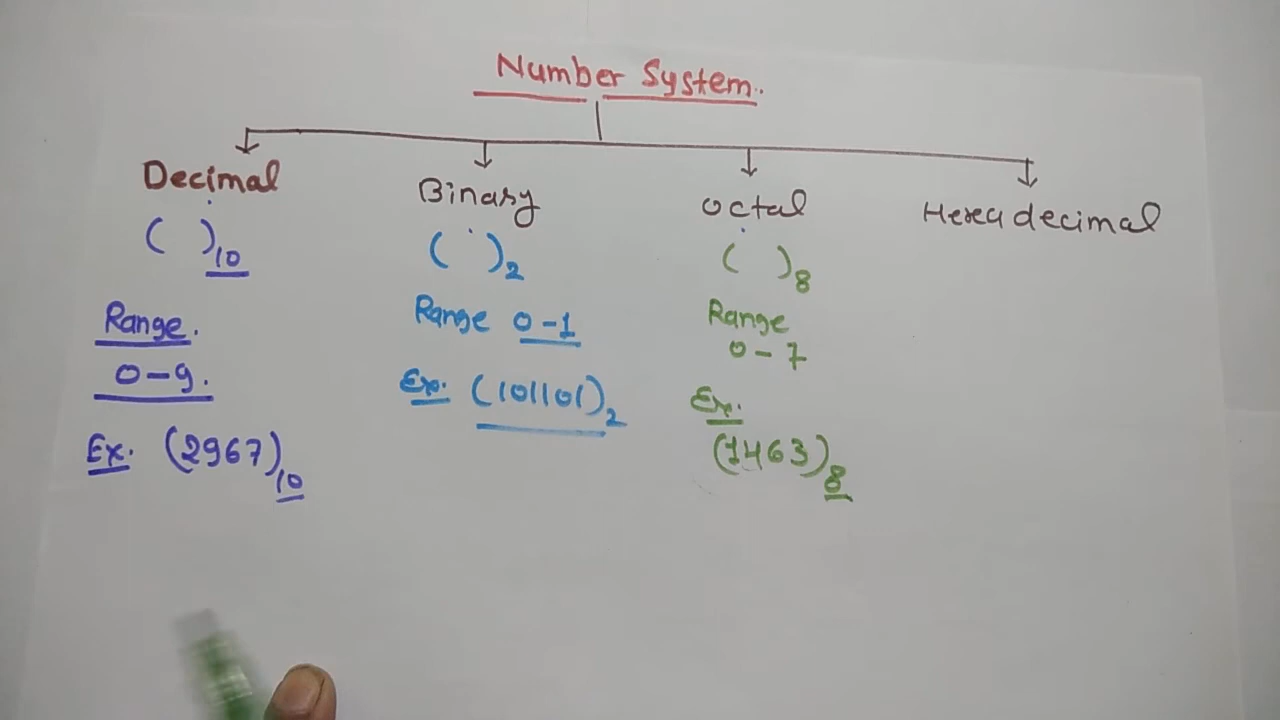 Number System..
Decimal
Binary
octal
Hexadecimal
( )10
( )2
( )8
Range.
0-9.
Range 0-1
Range
0-7
Ex. (2967)10
Ex. (101101)2
Ex.
(1463)8